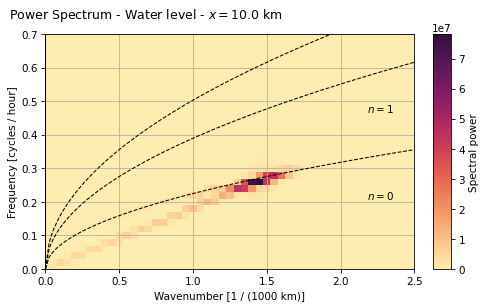 Power Spectrum - Water level - x = 10.0 km
1e7
0.7
0.6
0.5
0.4
0.3
0.2
0.1
0.0
Frequency [cycles / hour]
n = 1
n = 0
0.0 0.5 1.0 1.5 2.0 2.5
Wavenumber [1 / (1000 km)]
7
6
5
4
3
2
1
0
Spectral power